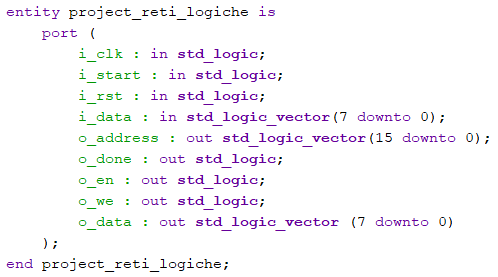 entity project_reti_logiche is
    port (
        i_clk : in std_logic;
        i_start : in std_logic;
        i_rst : in std_logic;
        i_data : in std_logic_vector(7 downto 0);
        o_address : out std_logic_vector(15 downto 0);
        o_done : out std_logic;
        o_en : out std_logic;
        o_we : out std_logic;
        o_data : out std_logic_vector (7 downto 0)
    );
end project_reti_logiche;